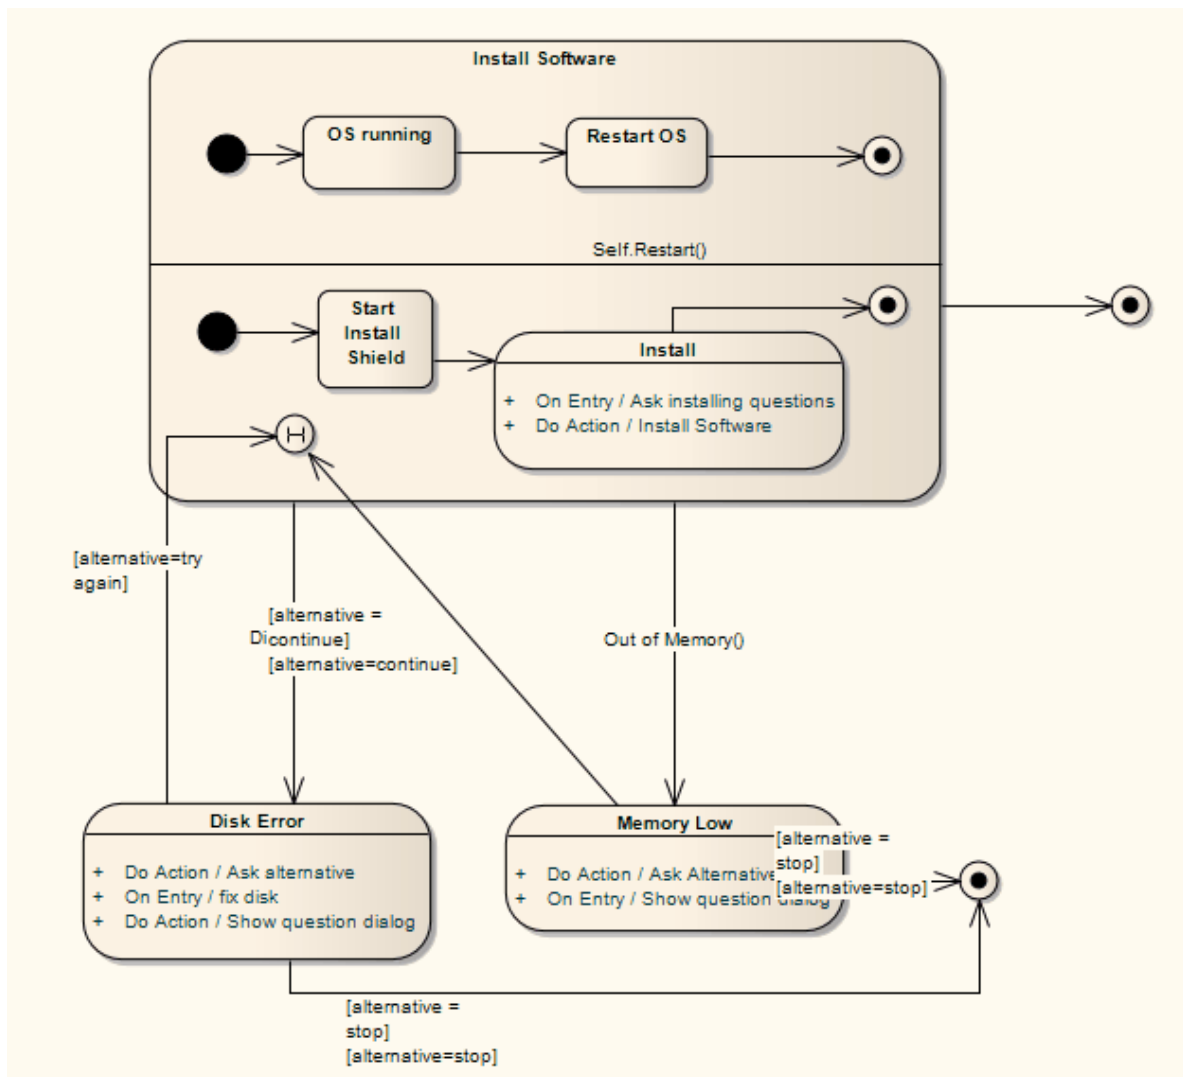 Install Software
OS running
Restart OS
Self.Restart()
Start
Install
Shield
Install
+ On Entry / Ask installing questions
+ Do Action / Install Software
H
[alternative=try
again]
[alternative =
Dicontinue]
[alternative=continue]
Out of Memory()
Disk Error
+ Do Action / Ask alternative
+ On Entry / fix disk
+ Do Action / Show question dialog
Memory Low
+ Do Action / Ask Alternative
+ On Entry / Show question dialog
[alternative =
stop]
[alternative=stop]
[alternative =
stop]
[alternative=stop]